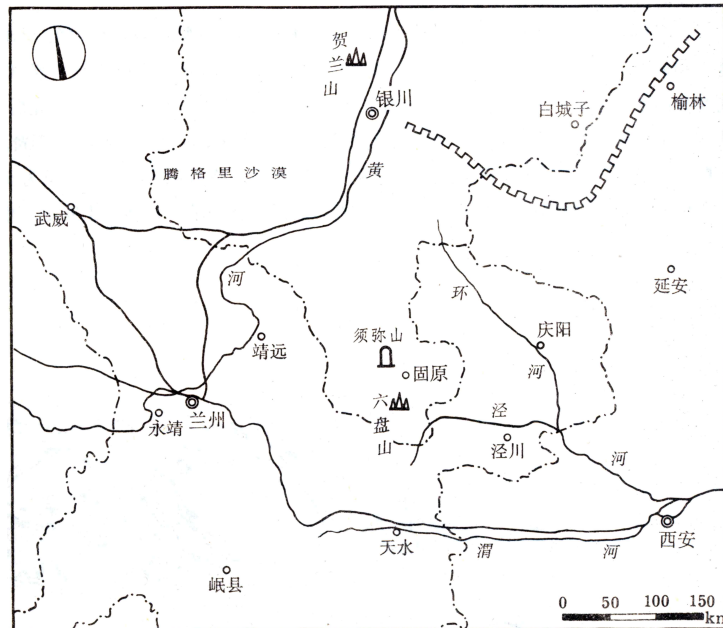 贺兰山
银川
白城子
榆林
黄
腾格里沙漠
武威
河
环
延安
须弥山
靖远
庆阳
固原
河
兰州
永靖
六盘山
泾
泾川
河
西安
天水
渭
河
岷县
0 50 100 150
km